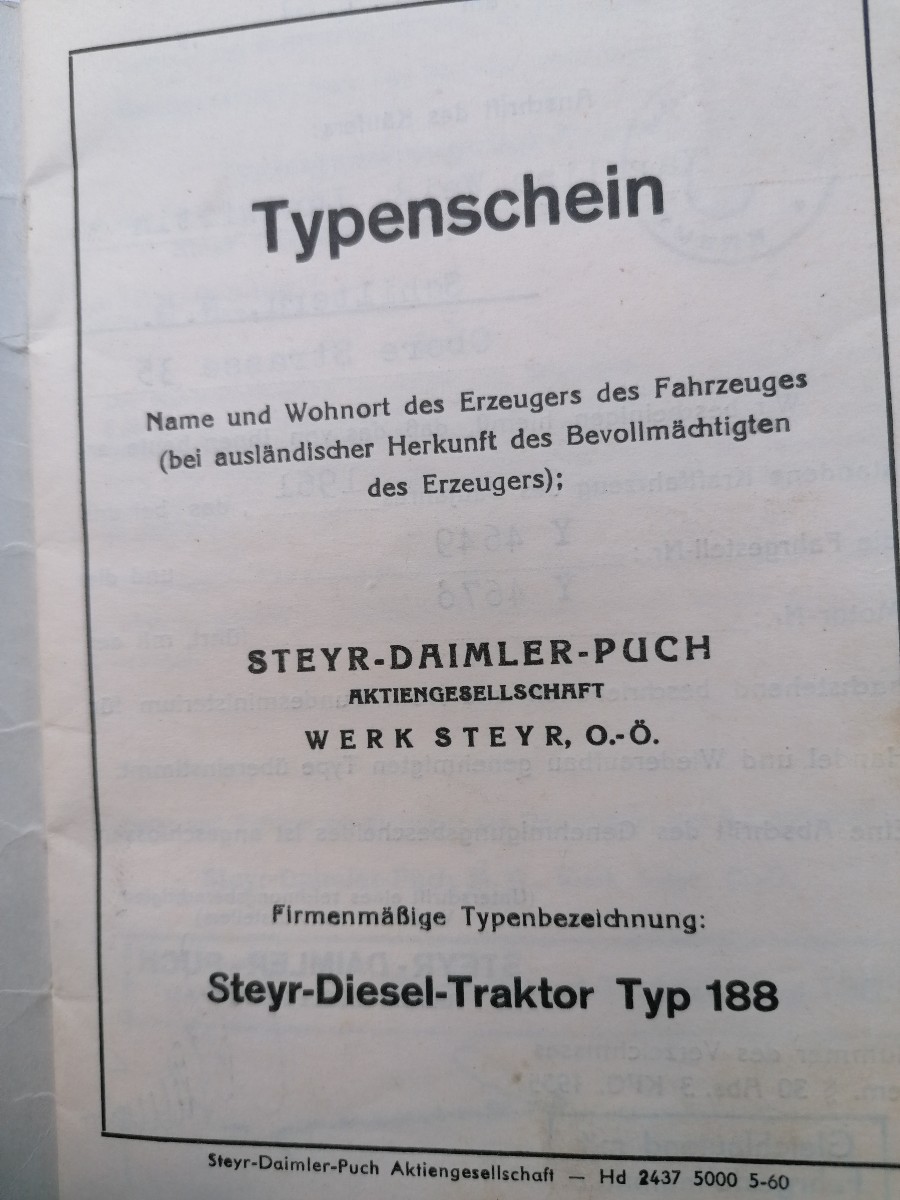 Typenschein
Name und Wohnort des Erzeugers des Fahrzeuges
(bei ausländischer Herkunft des Bevollmächtigten
des Erzeugers);
STEYR-DAIMLER-PUCH
AKTIENGESELLSCHAFT
WERK STEYR, O.-Ö.
Firmenmäßige Typenbezeichnung:
Steyr-Diesel-Traktor Typ 188
Steyr-Daimler-Puch Aktiengesellschaft — Hd 2437 5000 5-60